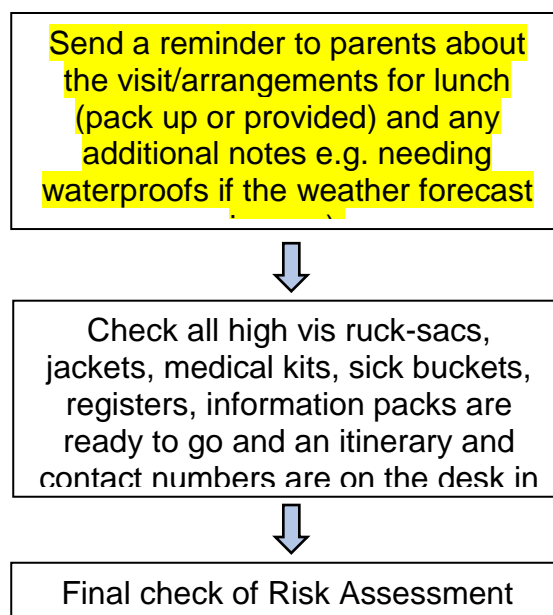 Send a reminder to parents about
the visit/arrangements for lunch
(pack up or provided) and any
additional notes e.g. needing
waterproofs if the weather forecast
Check all high vis ruck-sacs,
jackets, medical kits, sick buckets,
registers, information packs are
ready to go and an itinerary and
contact numbers are on the desk in
Final check of Risk Assessment